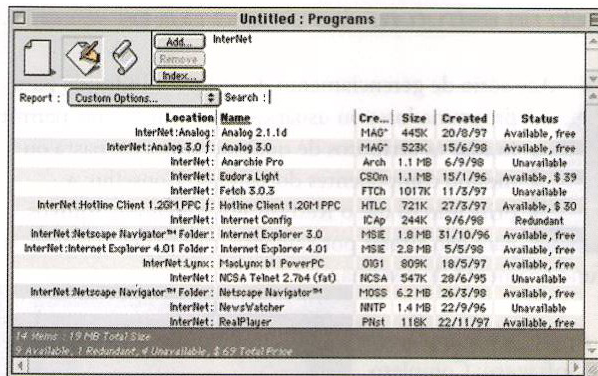 Untitled : Programs
Add...
InterNet
Remove
Index...
Report : Custom Options... Search :
Location Name Cre... Size Created Status
InterNet:Analog: Analog 2.1.1d MAG* 445K 20/8/97 Available, free
InterNet:Analog 3.0 ƒ: Analog 3.0 MAG* 523K 15/6/98 Available, free
InterNet: Anarchie Pro Arch 1.1 MB 6/9/98 Unavailable
InterNet: Eudora Light CSOm 1.1 MB 15/1/96 Available, $ 39
InterNet: Fetch 3.0.3 FTCh 1017K 11/3/97 Unavailable
InterNet:Hotline Client 1.2GM PPC ƒ: Hotline Client 1.2GM PPC HTLC 721K 27/3/97 Available, $ 30
InterNet: Internet Config ICAp 244K 9/6/98 Redundant
InterNet:Netscape Navigator™ Folder: Internet Explorer 3.0 MSIE 1.8 MB 31/10/96 Available, free
InterNet:Internet Explorer 4.01 Folder: Internet Explorer 4.01 MSIE 2.8 MB 5/5/98 Available, free
InterNet:Lynx: MacLynx b1 PowerPC OIG1 809K 18/5/97 Available, free
InterNet: NCSA Telnet 2.7b4 (fat) NCSA 547K 28/6/95 Unavailable
InterNet:Netscape Navigator™ Folder: Netscape Navigator™ MOSS 6.2 MB 26/3/98 Available, free
InterNet: NewsWatcher NNTP 1.4 MB 22/9/96 Unavailable
InterNet: RealPlayer PNst 118K 22/11/97 Available, free
14 items : 19 MB Total Size
9 Available, 1 Redundant, 4 Unavailable, $ 69 Total Price